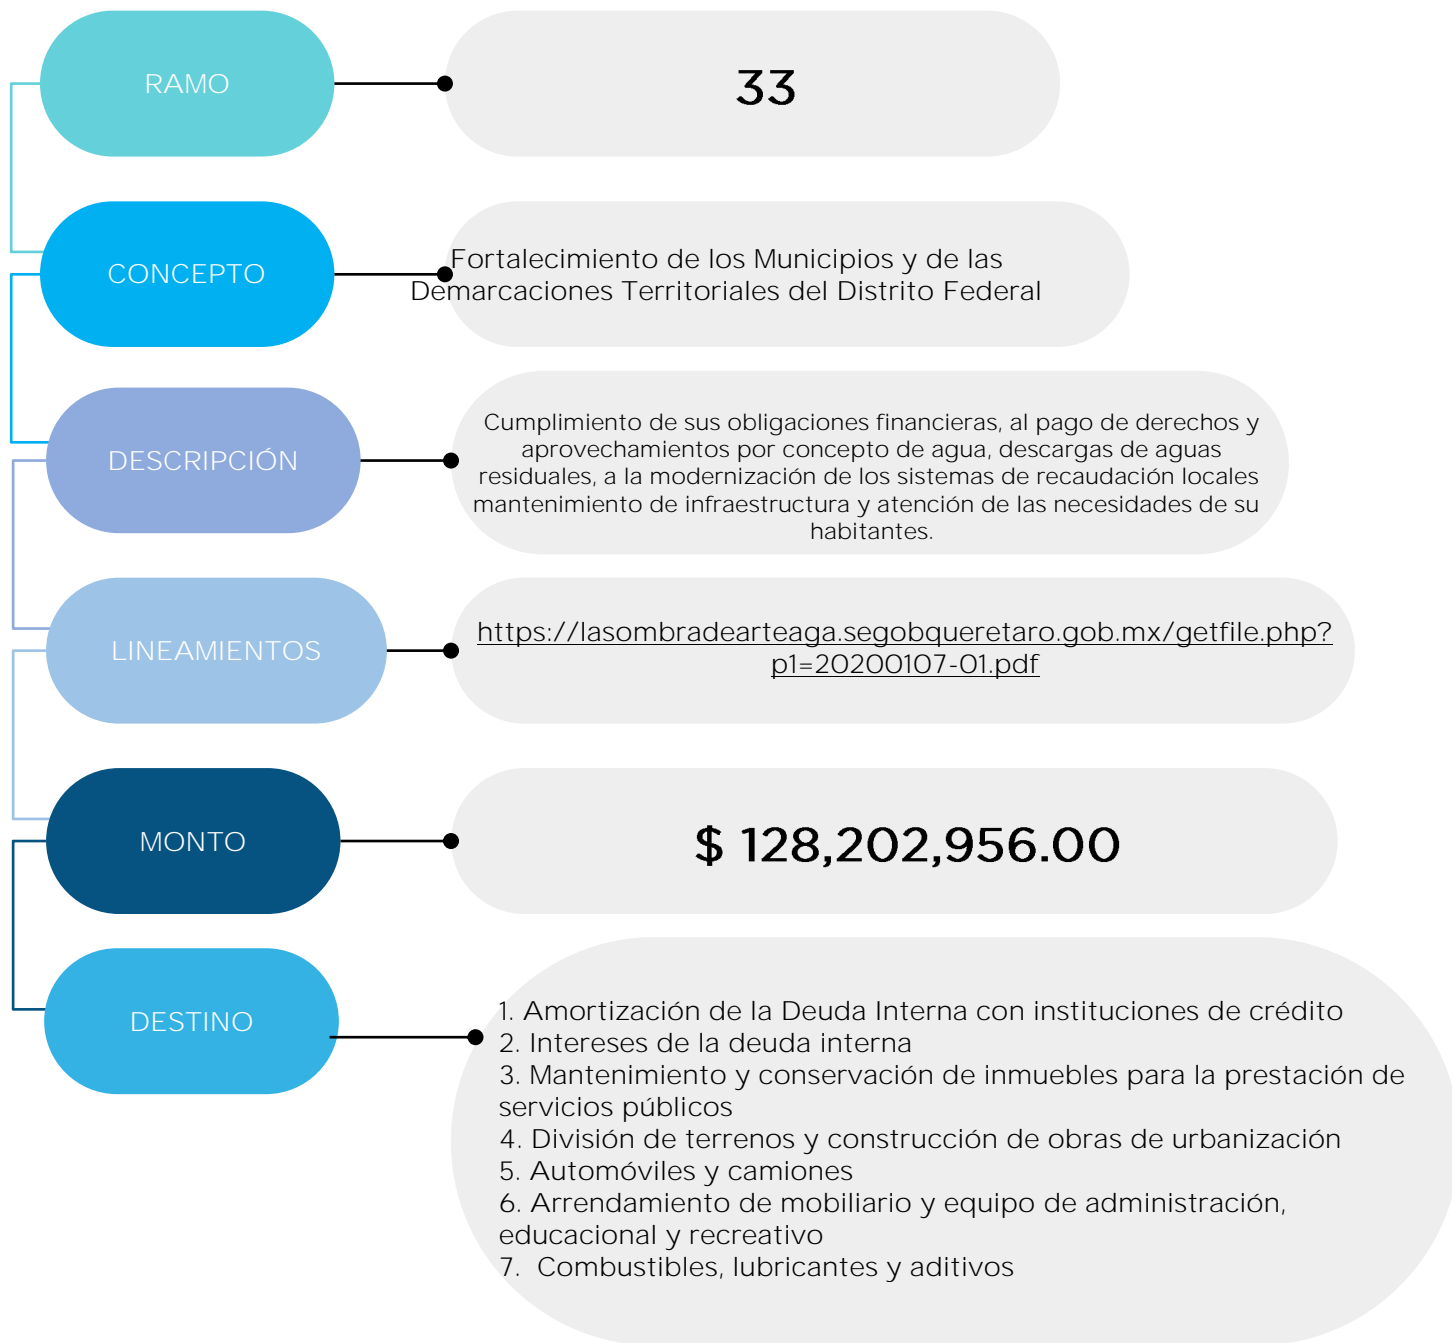 RAMO
33
CONCEPTO
Fortalecimiento de los Municipios y de las
Demarcaciones Territoriales del Distrito Federal
DESCRIPCIÓN
Cumplimiento de sus obligaciones financieras, al pago de derechos y
aprovechamientos por concepto de agua, descargas de aguas
residuales, a la modernización de los sistemas de recaudación locales
mantenimiento de infraestructura y atención de las necesidades de su
habitantes.
LINEAMIENTOS
https://lasombradearteaga.segobqueretaro.gob.mx/getfile.php?
p1=20200107-01.pdf
MONTO
$ 128,202,956.00
DESTINO
1. Amortización de la Deuda Interna con instituciones de crédito
2. Intereses de la deuda interna
3. Mantenimiento y conservación de inmuebles para la prestación de
servicios públicos
4. División de terrenos y construcción de obras de urbanización
5. Automóviles y camiones
6. Arrendamiento de mobiliario y equipo de administración,
educacional y recreativo
7.  Combustibles, lubricantes y aditivos